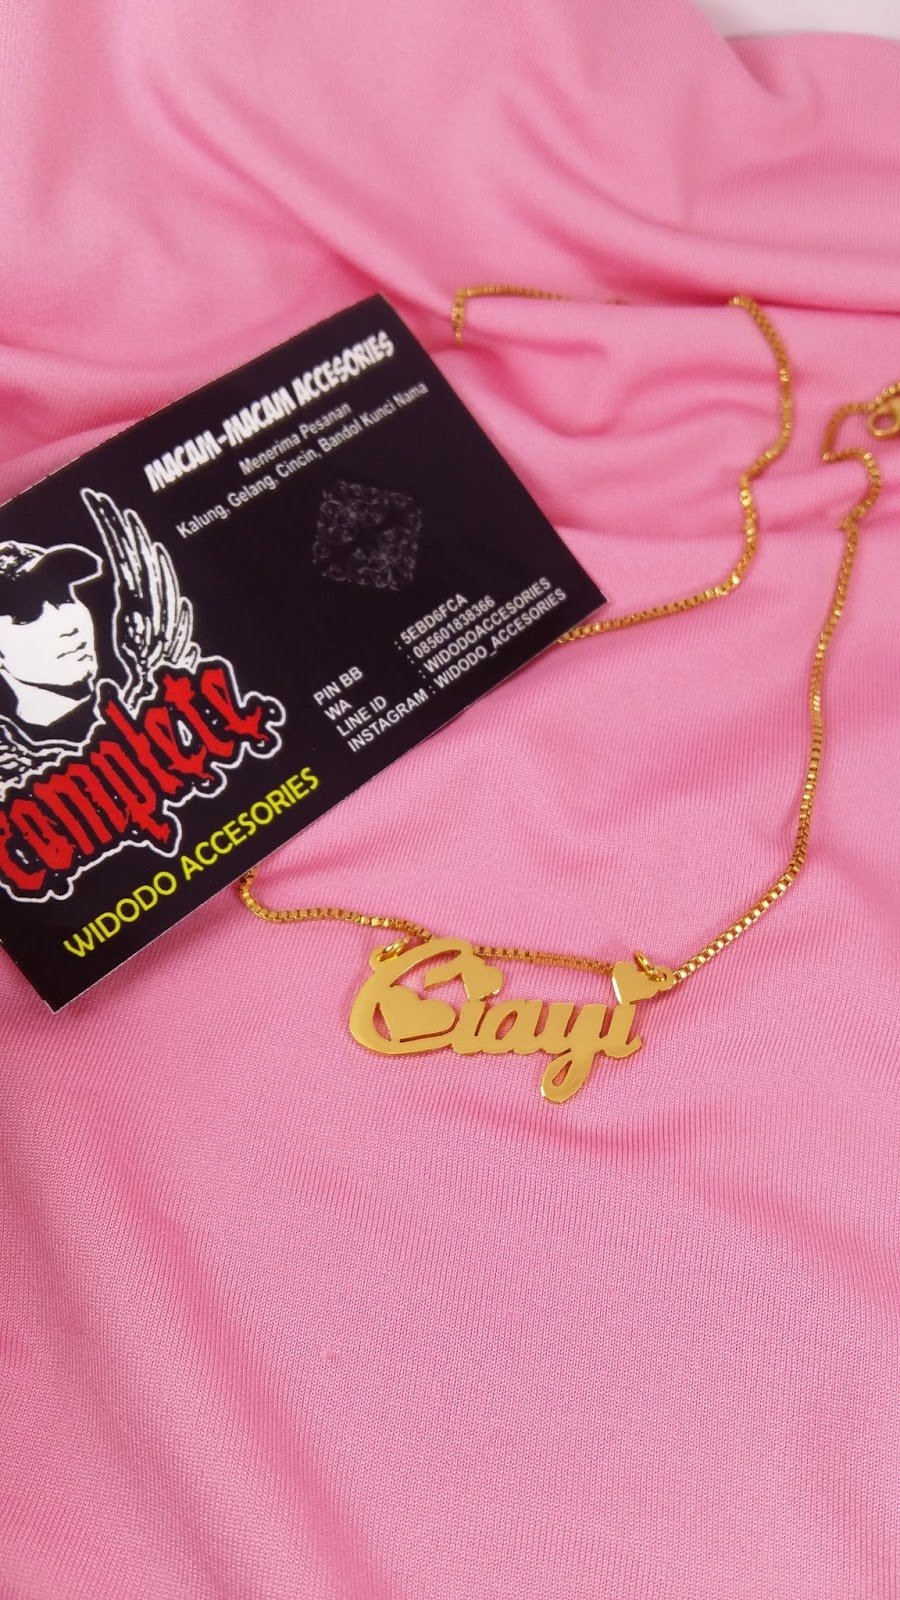 MACAM-MACAM ACCESORIES
Menerima Pesanan
Kalung, Gelang, Cincin, Bandol Kunci Nama
PIN BB : 5EBD6FCA
WA : 085601838366
LINE ID : WIDODOACCESORIES
INSTAGRAM : WIDODO_ACCESORIES
complete
WIDODO ACCESORIES
Ciayi